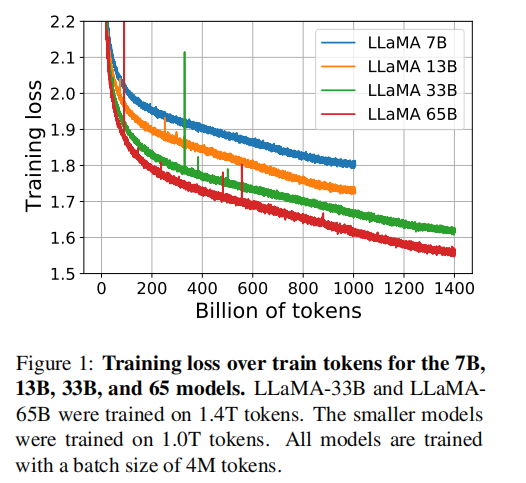 2.2
2.1
2.0
1.9
1.8
1.7
1.6
1.5
Training loss
LLaMA 7B
LLaMA 13B
LLaMA 33B
LLaMA 65B
0 200 400 600 800 1000 1200 1400
Billion of tokens
Figure 1: Training loss over train tokens for the 7B,
13B, 33B, and 65 models. LLaMA-33B and LLaMA-
65B were trained on 1.4T tokens. The smaller models
were trained on 1.0T tokens. All models are trained
with a batch size of 4M tokens.